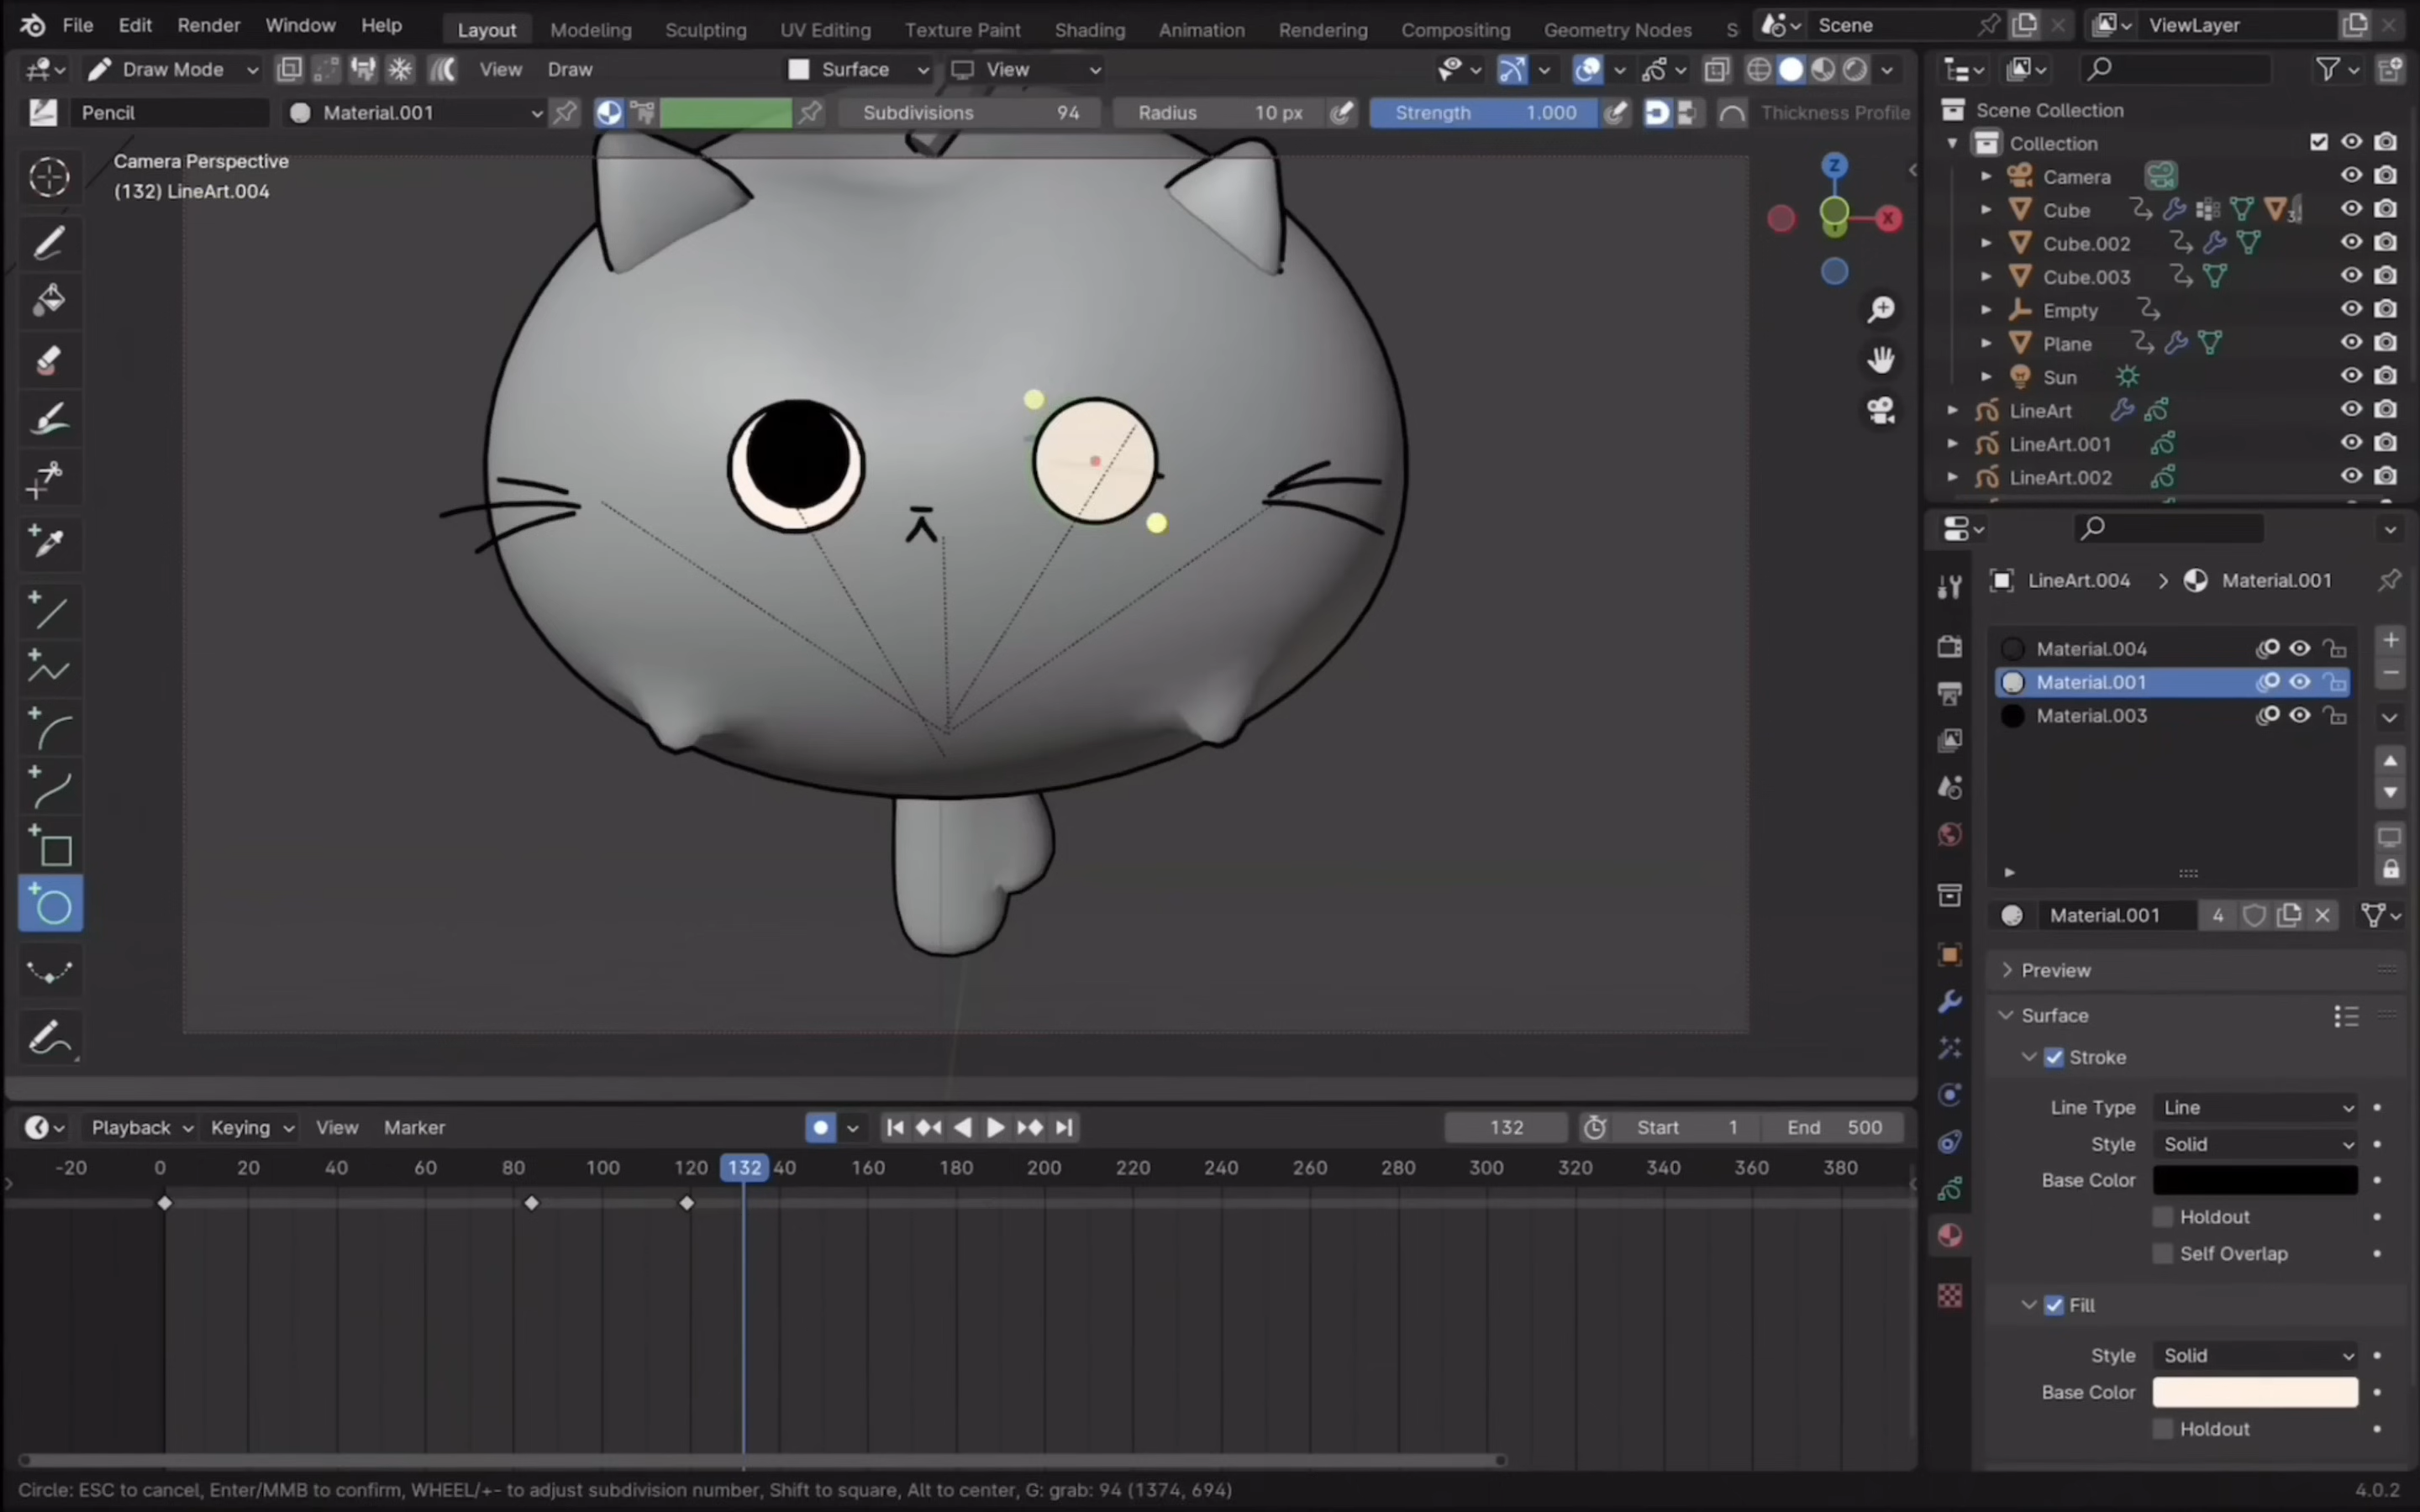 File Edit Render Window Help Layout Modeling Sculpting UV Editing Texture Paint Shading Animation Rendering Compositing Geometry Nodes S Scene ViewLayer
Draw Mode View Draw Surface View
Pencil Material.001 Subdivisions 94 Radius 10 px Strength 1.000 Thickness Profile
Camera Perspective
(132) LineArt.004
Z
X
Scene Collection
Collection
Camera
Cube
Cube.002
Cube.003
Empty
Plane
Sun
LineArt
LineArt.001
LineArt.002
LineArt.004 > Material.001
Material.004
Material.001
Material.003
Material.001 4
Preview
Surface
Stroke
Line Type Line
Style Solid
Base Color
Holdout
Self Overlap
Fill
Style Solid
Base Color
Holdout
Playback Keying View Marker 132 Start 1 End 500
-20 0 20 40 60 80 100 120 132 40 160 180 200 220 240 260 280 300 320 340 360 380
Circle: ESC to cancel, Enter/MMB to confirm, WHEEL/+- to adjust subdivision number, Shift to square, Alt to center, G: grab: 94 (1374, 694) 4.0.2